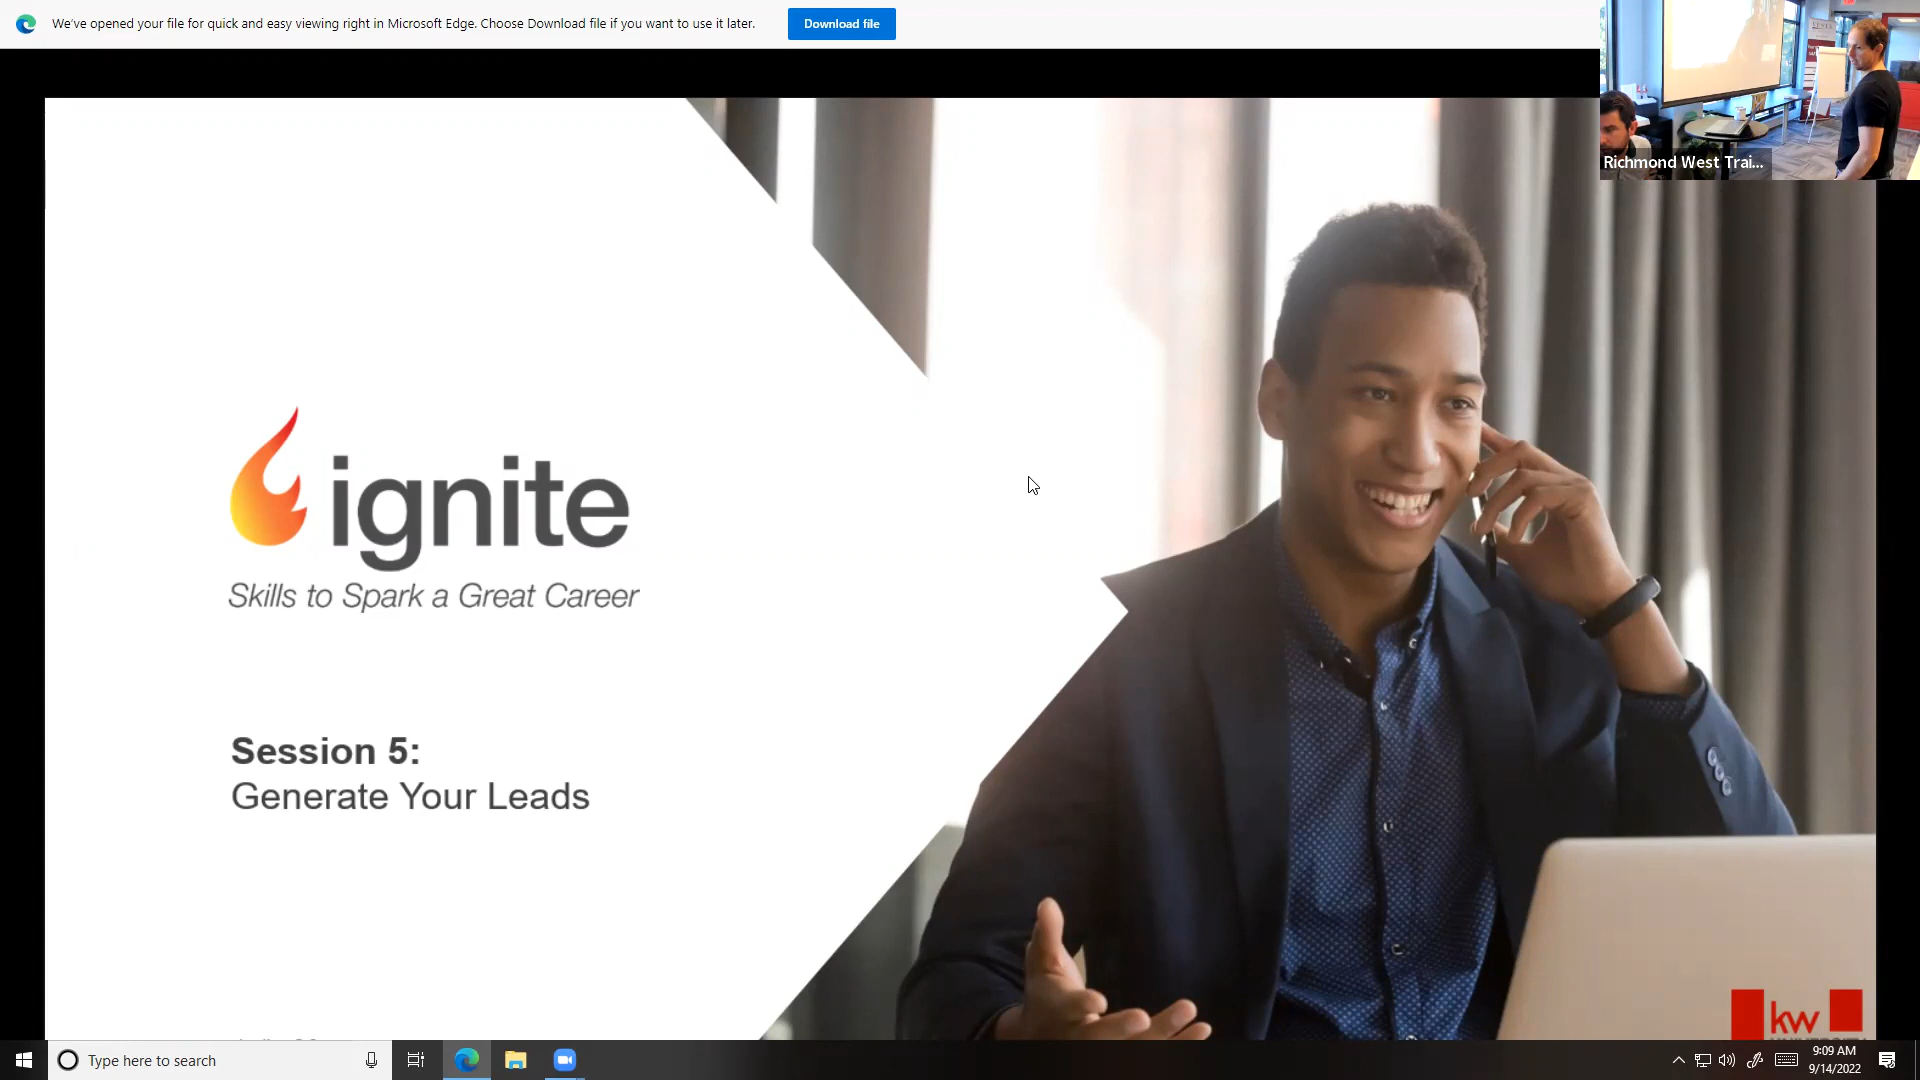 We've opened your file for quick and easy viewing right in Microsoft Edge. Choose Download file if you want to use it later.
Download file
Richmond West Trai...
ignite
Skills to Spark a Great Career
Session 5:
Generate Your Leads
kw
Type here to search
9:09 AM
9/14/2022